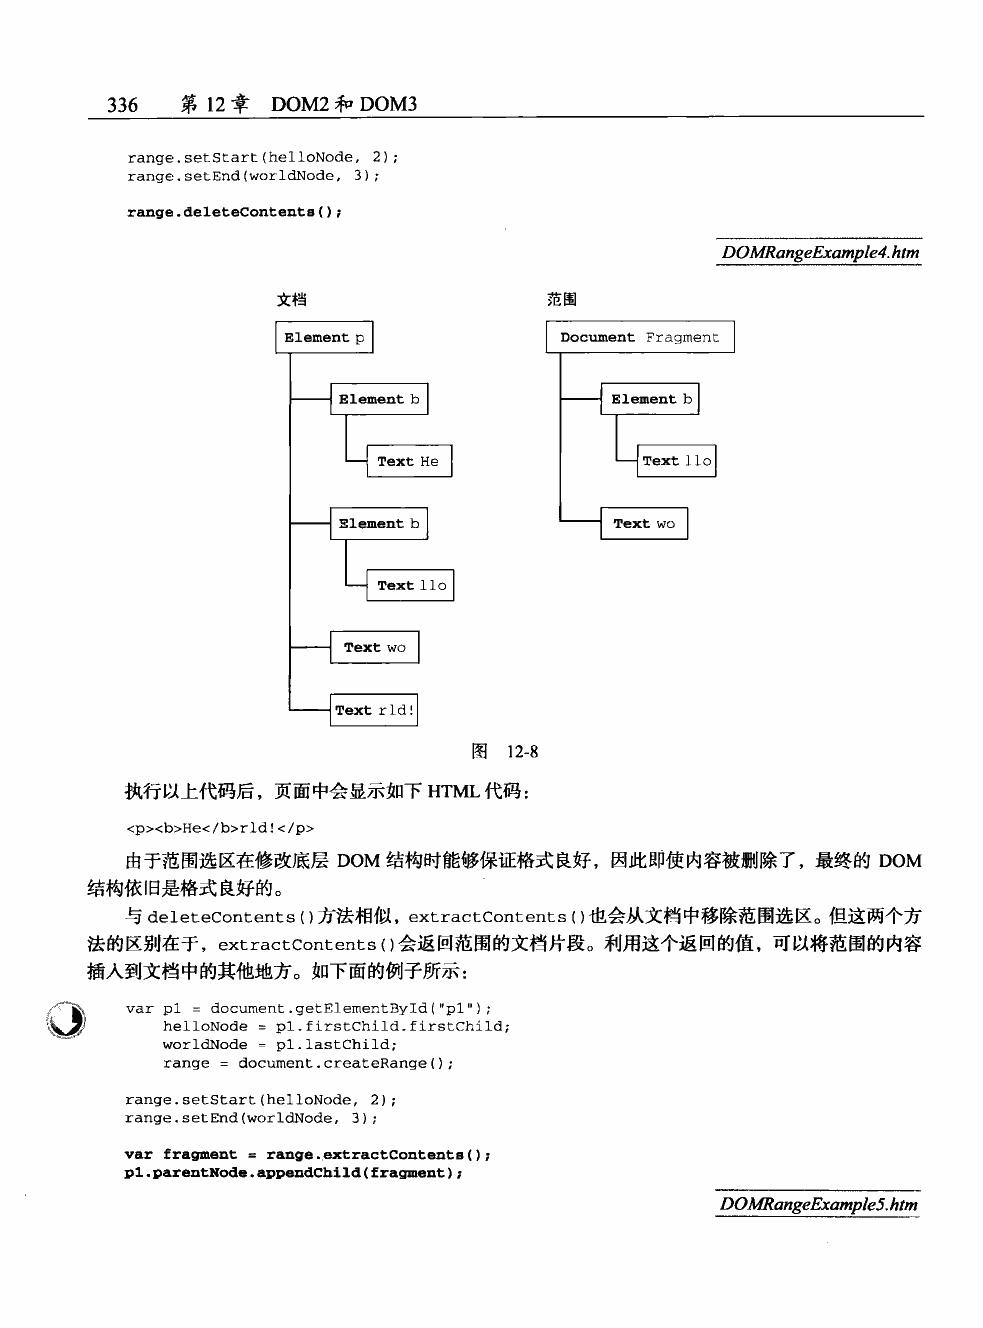 336 第 12 章 DOM2 和 DOM3
range.setStart(helloNode, 2);
range.setEnd(worldNode, 3);
range.deleteContents();
DOMRangeExample4.htm
文档
Element p
Element b
Text He
Element b
Text llo
Text wo
Text rld!
范围
Document Fragment
Element b
Text llo
Text wo
图 12-8
执行以上代码后，页面中会显示如下 HTML 代码：
<p><b>He</b>rld!</p>
由于范围选区在修改底层 DOM 结构时能够保证格式良好，因此即使内容被删除了，最终的 DOM
结构依旧是格式良好的。
与 deleteContents()方法相似，extractContents()也会从文档中移除范围选区。但这两个方
法的区别在于，extractContents()会返回范围的文档片段。利用这个返回的值，可以将范围的内容
插入到文档中的其他地方。如下面的例子所示：
var p1 = document.getElementById("p1");
helloNode = p1.firstChild.firstChild;
worldNode = p1.lastChild;
range = document.createRange();
range.setStart(helloNode, 2);
range.setEnd(worldNode, 3);
var fragment = range.extractContents();
p1.parentNode.appendChild(fragment);
DOMRangeExample5.htm